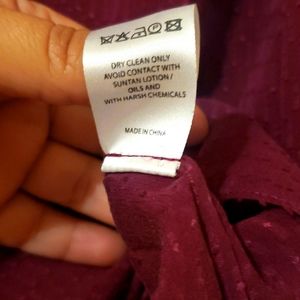 DRY CLEAN ONLY
AVOID CONTACT WITH
SUNTAN LOTION /
OILS AND
WITH HARSH CHEMICALS
MADE IN CHINA